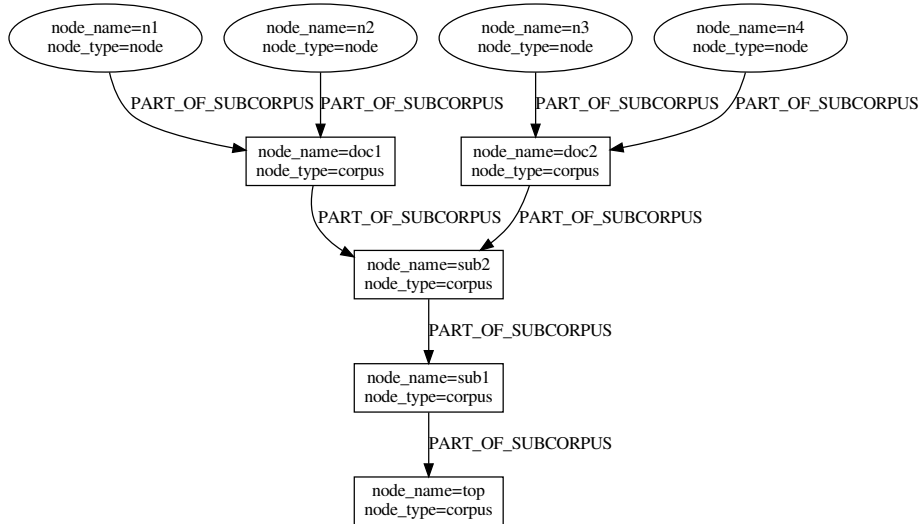 node_name=n1
node_type=node
node_name=n2
node_type=node
node_name=n3
node_type=node
node_name=n4
node_type=node
PART_OF_SUBCORPUS
PART_OF_SUBCORPUS
PART_OF_SUBCORPUS
PART_OF_SUBCORPUS
node_name=doc1
node_type=corpus
node_name=doc2
node_type=corpus
PART_OF_SUBCORPUS
PART_OF_SUBCORPUS
node_name=sub2
node_type=corpus
PART_OF_SUBCORPUS
node_name=sub1
node_type=corpus
PART_OF_SUBCORPUS
node_name=top
node_type=corpus